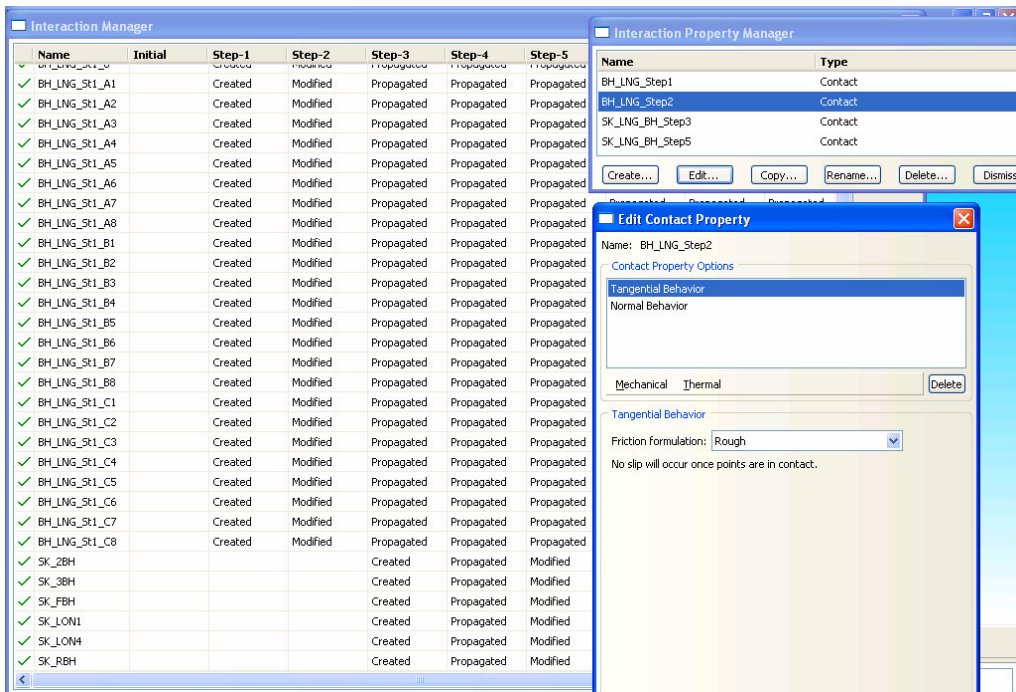 Interaction Manager
Name Initial Step-1 Step-2 Step-3 Step-4 Step-5
BH_LNG_St1_A1 Created Modified Propagated Propagated Propagated
BH_LNG_St1_A2 Created Modified Propagated Propagated Propagated
BH_LNG_St1_A3 Created Modified Propagated Propagated Propagated
BH_LNG_St1_A4 Created Modified Propagated Propagated Propagated
BH_LNG_St1_A5 Created Modified Propagated Propagated Propagated
BH_LNG_St1_A6 Created Modified Propagated Propagated Propagated
BH_LNG_St1_A7 Created Modified Propagated Propagated Propagated
BH_LNG_St1_A8 Created Modified Propagated Propagated Propagated
BH_LNG_St1_B1 Created Modified Propagated Propagated Propagated
BH_LNG_St1_B2 Created Modified Propagated Propagated Propagated
BH_LNG_St1_B3 Created Modified Propagated Propagated Propagated
BH_LNG_St1_B4 Created Modified Propagated Propagated Propagated
BH_LNG_St1_B5 Created Modified Propagated Propagated Propagated
BH_LNG_St1_B6 Created Modified Propagated Propagated Propagated
BH_LNG_St1_B7 Created Modified Propagated Propagated Propagated
BH_LNG_St1_B8 Created Modified Propagated Propagated Propagated
BH_LNG_St1_C1 Created Modified Propagated Propagated Propagated
BH_LNG_St1_C2 Created Modified Propagated Propagated Propagated
BH_LNG_St1_C3 Created Modified Propagated Propagated Propagated
BH_LNG_St1_C4 Created Modified Propagated Propagated Propagated
BH_LNG_St1_C5 Created Modified Propagated Propagated Propagated
BH_LNG_St1_C6 Created Modified Propagated Propagated Propagated
BH_LNG_St1_C7 Created Modified Propagated Propagated Propagated
BH_LNG_St1_C8 Created Modified Propagated Propagated Propagated
SK_2BH Created Propagated Modified
SK_3BH Created Propagated Modified
SK_FBH Created Propagated Modified
SK_LON1 Created Propagated Modified
SK_LON4 Created Propagated Modified
SK_RBH Created Propagated Modified
Interaction Property Manager
Name Type
BH_LNG_Step1 Contact
BH_LNG_Step2 Contact
SK_LNG_BH_Step3 Contact
SK_LNG_BH_Step5 Contact
Create... Edit... Copy... Rename... Delete... Dismiss
Edit Contact Property
Name: BH_LNG_Step2
Contact Property Options
Tangential Behavior
Normal Behavior
Mechanical Thermal Delete
Tangential Behavior
Friction formulation: Rough
No slip will occur once points are in contact.